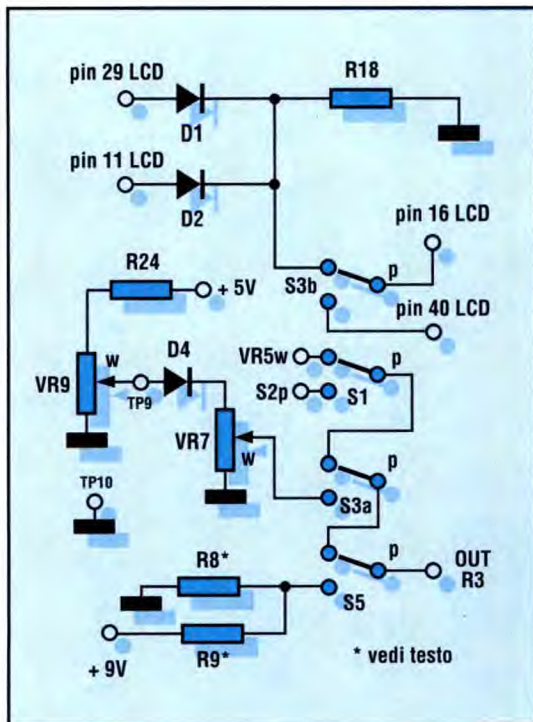 pin 29 LCD
D1
R18
pin 11 LCD
D2
pin 16 LCD
p
S3b
pin 40 LCD
R24
+ 5V
VR9
w
TP9
D4
VR5w
p
S2p
S1
VR7
w
p
S3a
TP10
p
OUT
R3
S5
R8*
R9*
+ 9V
* vedi testo